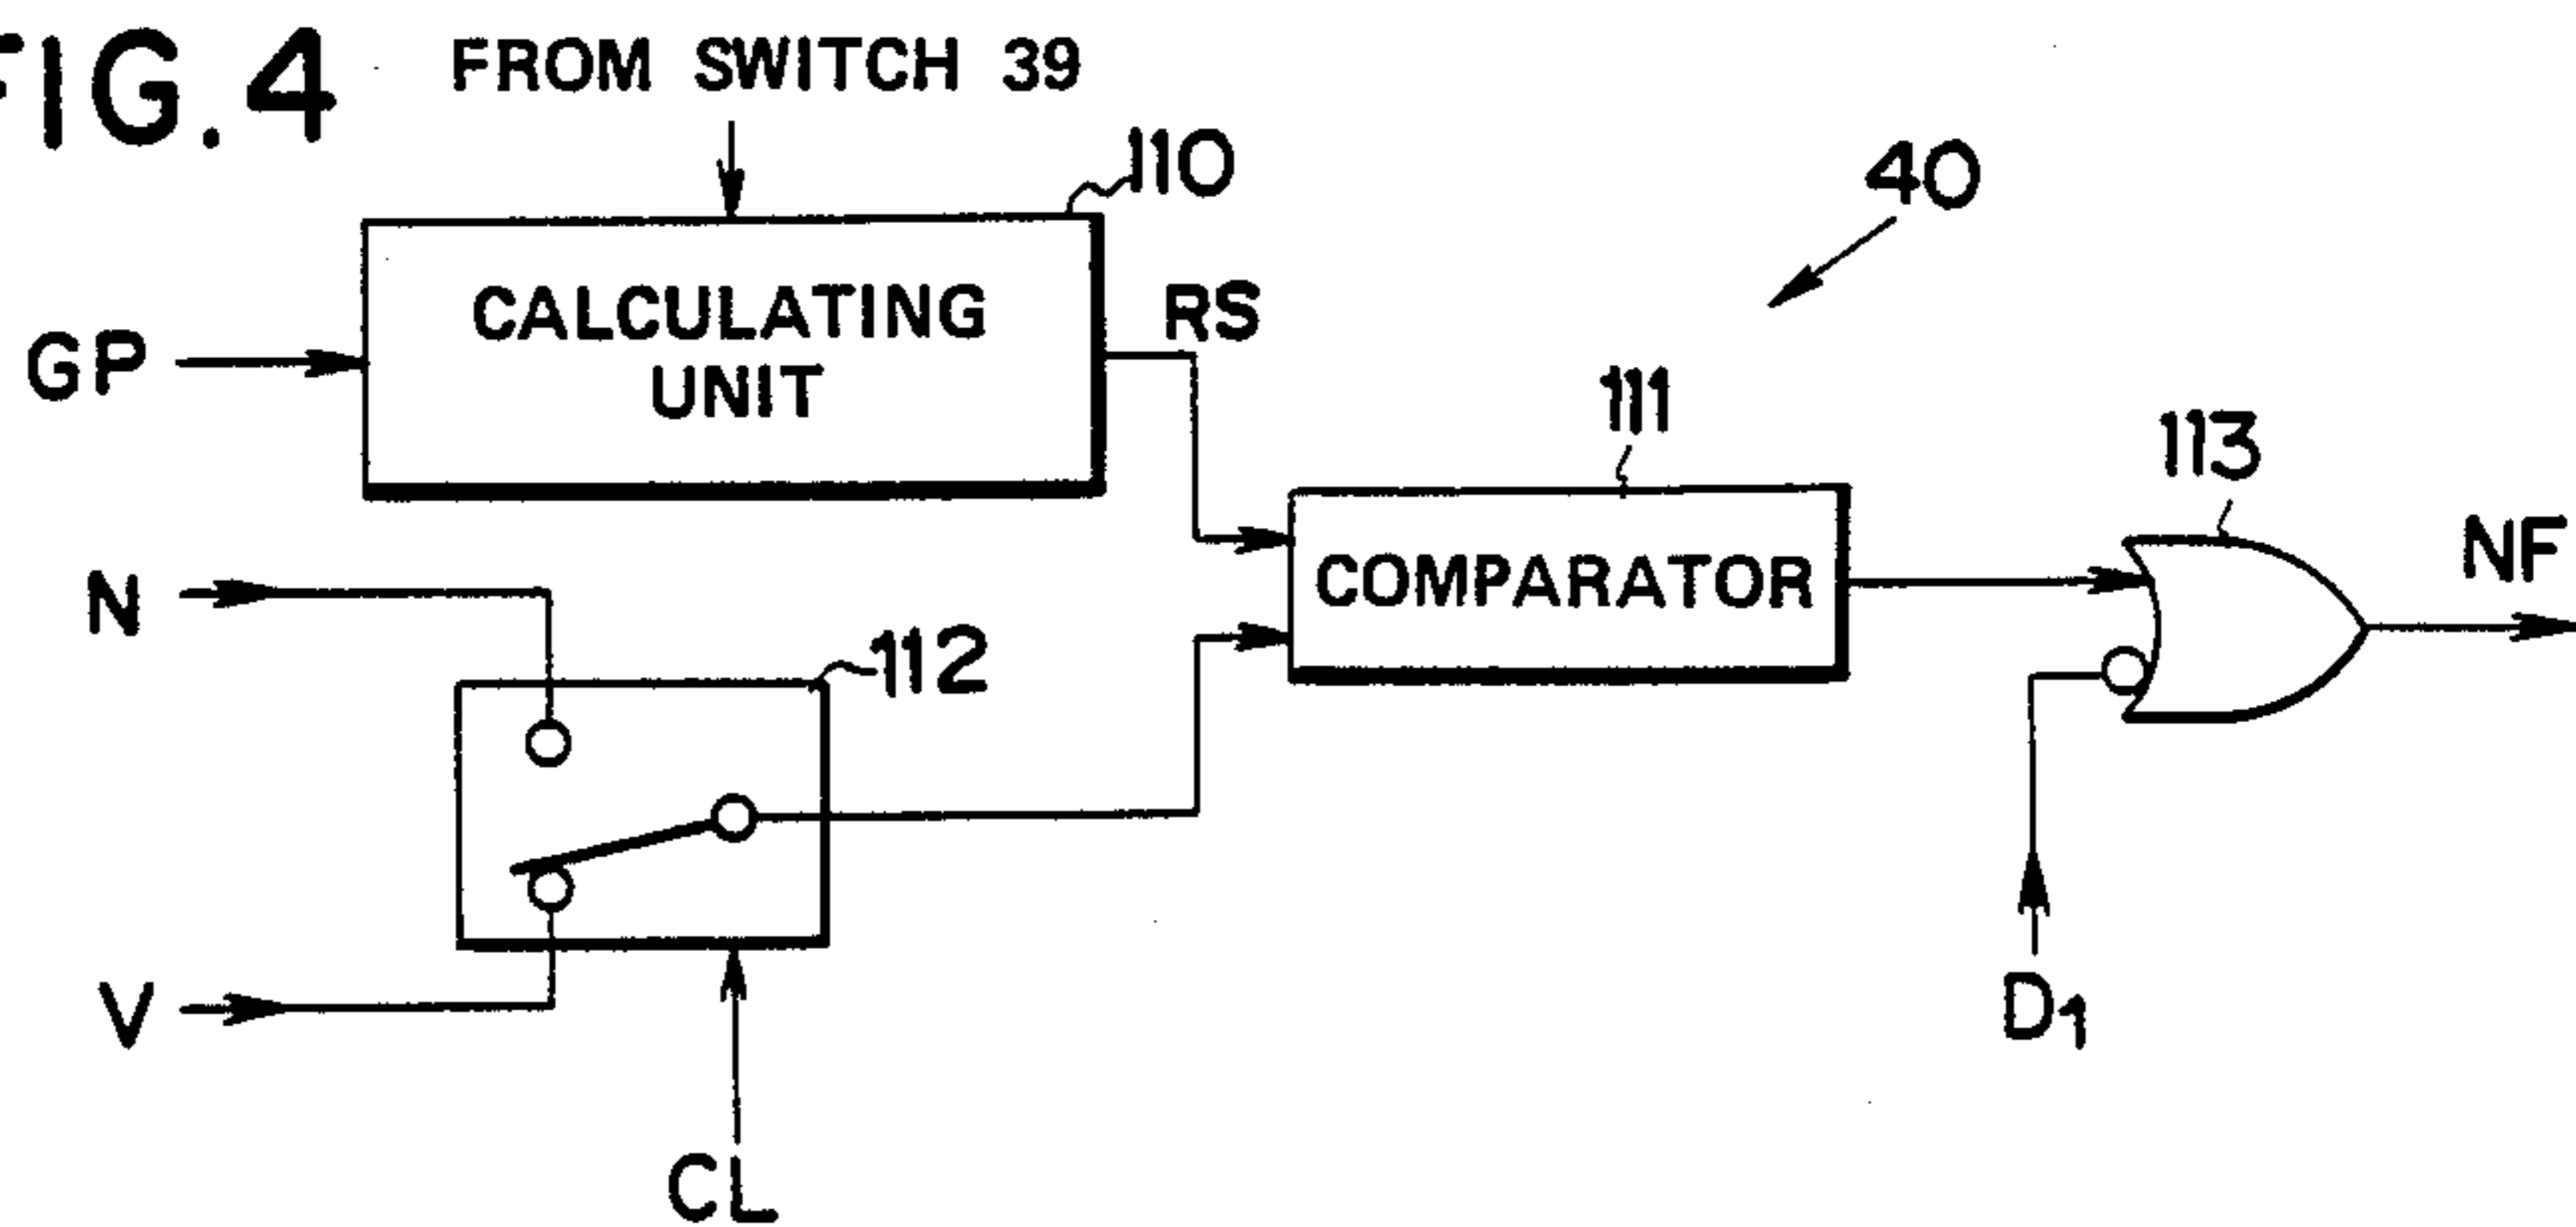 FIG. 4
FROM SWITCH 39
110
40
CALCULATING
UNIT
GP
RS
111
113
COMPARATOR
NF
N
112
V
D1
CL